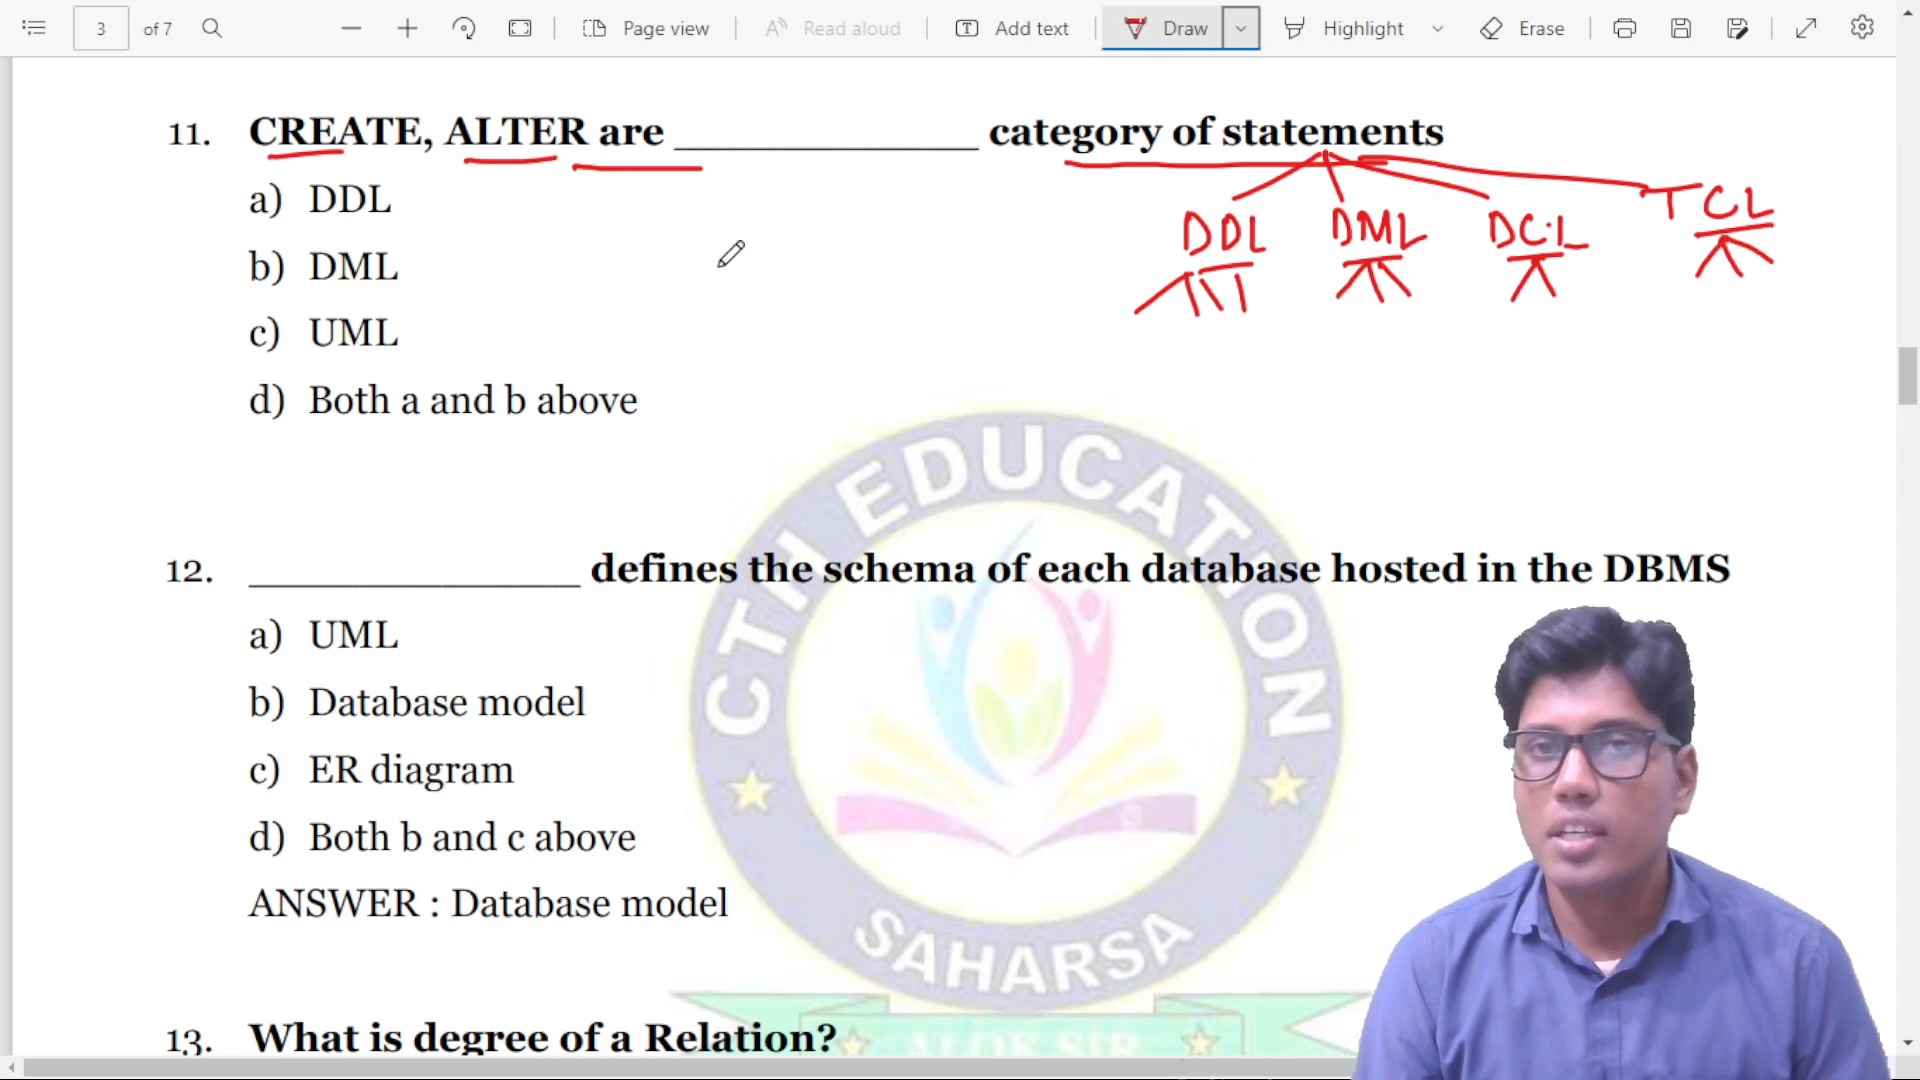 3 of 7 Page view Read aloud Add text Draw Highlight Erase
11. CREATE, ALTER are ______________ category of statements
DDL DML DCL TCL
a) DDL
b) DML
c) UML
d) Both a and b above
12. _______________ defines the schema of each database hosted in the DBMS
a) UML
b) Database model
c) ER diagram
d) Both b and c above
ANSWER : Database model
13. What is degree of a Relation?
CTH EDUCATION
SAHARSA
ALOK SIR